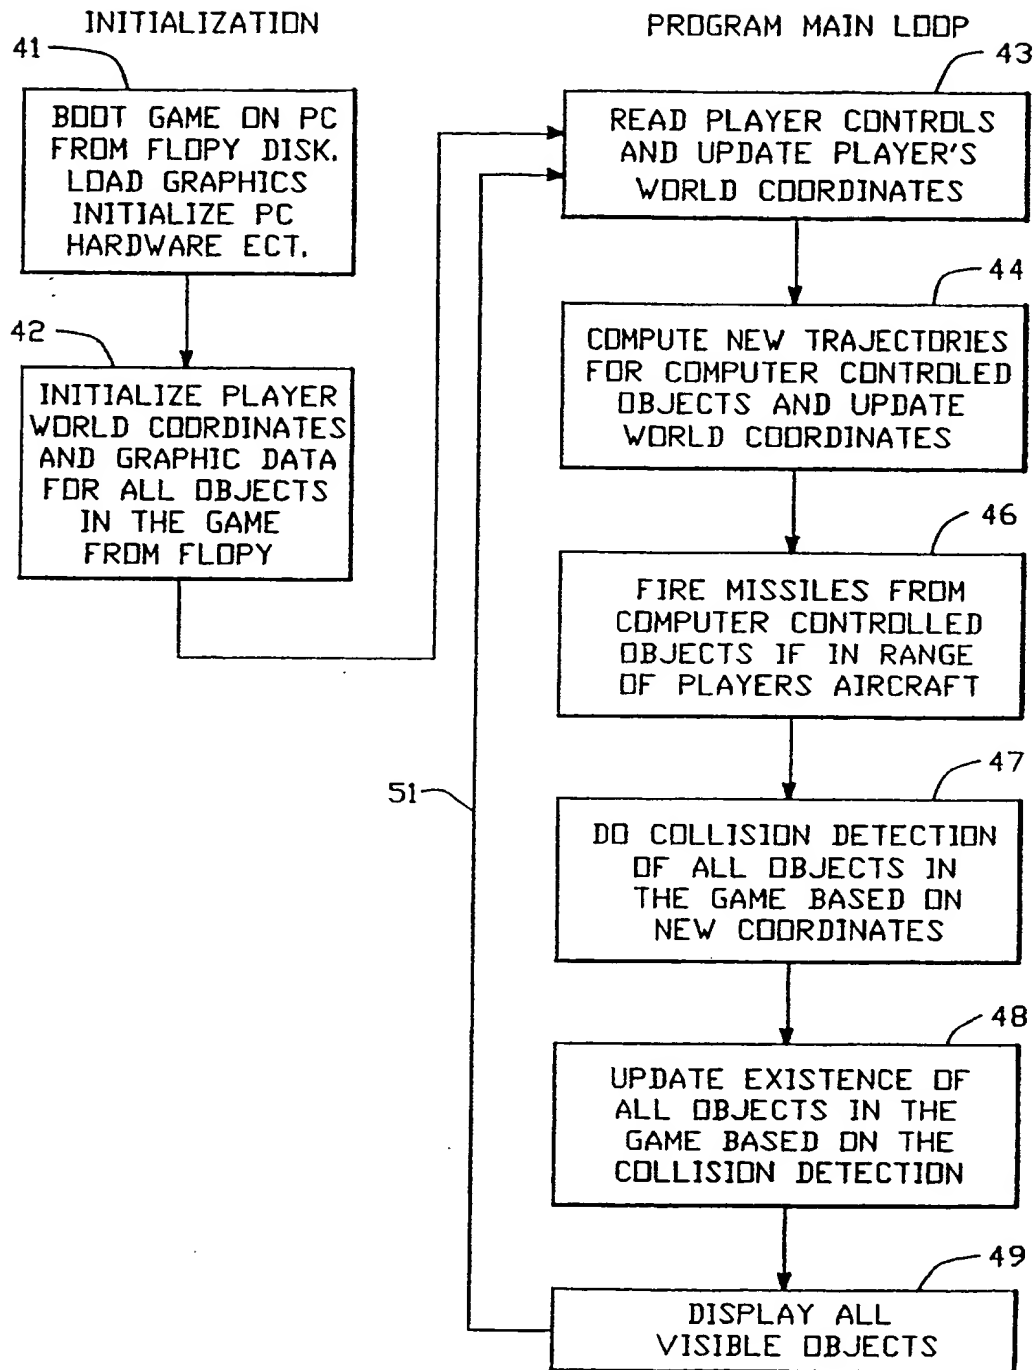 INITIALIZATION
41
BOOT GAME ON PC
FROM FLOPY DISK.
LOAD GRAPHICS
INITIALIZE PC
HARDWARE ECT.
42
INITIALIZE PLAYER
WORLD COORDINATES
AND GRAPHIC DATA
FOR ALL OBJECTS
IN THE GAME
FROM FLOPY
PROGRAM MAIN LOOP
43
READ PLAYER CONTROLS
AND UPDATE PLAYER'S
WORLD COORDINATES
44
COMPUTE NEW TRAJECTORIES
FOR COMPUTER CONTROLED
OBJECTS AND UPDATE
WORLD COORDINATES
46
FIRE MISSILES FROM
COMPUTER CONTROLLED
OBJECTS IF IN RANGE
OF PLAYERS AIRCRAFT
47
DO COLLISION DETECTION
OF ALL OBJECTS IN
THE GAME BASED ON
NEW COORDINATES
48
UPDATE EXISTENCE OF
ALL OBJECTS IN THE
GAME BASED ON THE
COLLISION DETECTION
49
DISPLAY ALL
VISIBLE OBJECTS
51